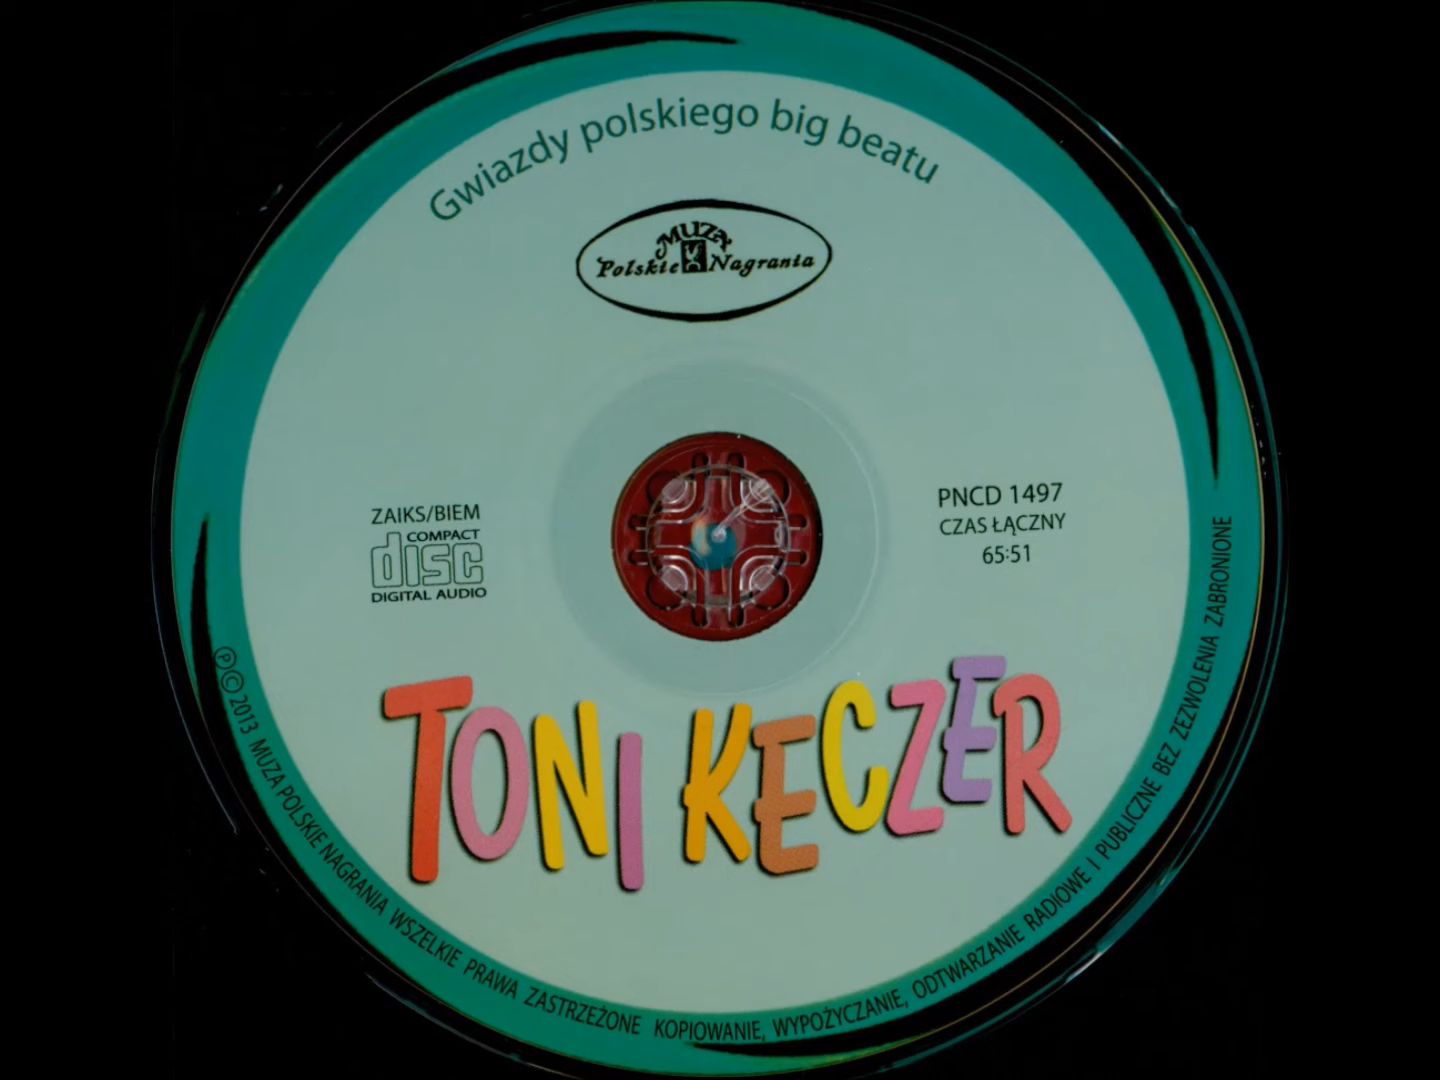 Gwiazdy polskiego big beatu
MUZA
Polskie Nagrania
ZAIKS/BIEM
COMPACT
disc
DIGITAL AUDIO
PNCD 1497
CZAS ŁĄCZNY
65:51
TONI KECZER
ⓅⒸ2013 MUZA POLSKIE NAGRANIA WSZELKIE PRAWA ZASTRZEŻONE KOPIOWANIE, WYPOŻYCZANIE, ODTWARZANIE RADIOWE I PUBLICZNE BEZ ZEZWOLENIA ZABRONIONE